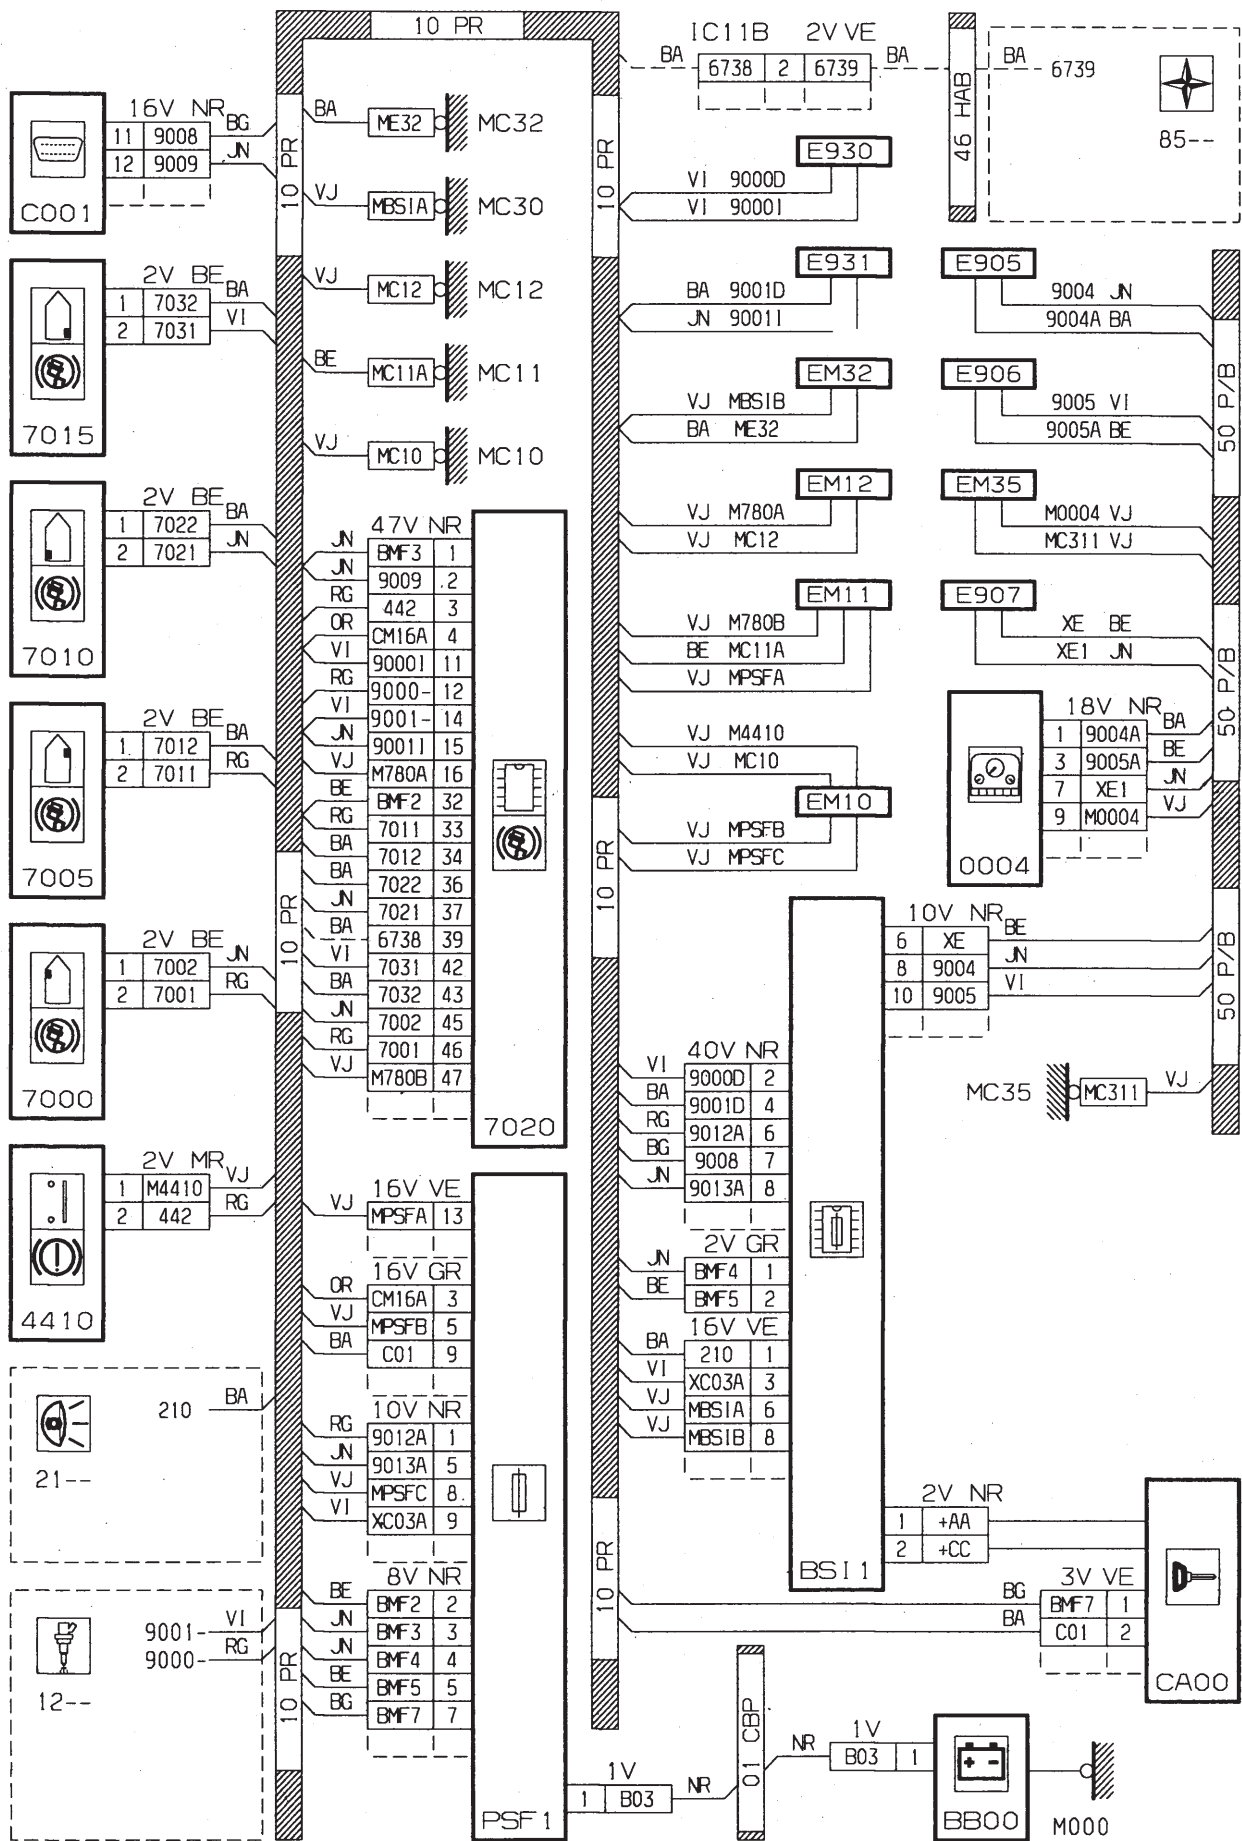 10 PR
IC11B 2V VE
BA 6738 2 6739 BA
46 HAB
BA 6739
85--
16V NR
11 9008 BG
12 9009 JN
C001
10 PR
BA ME32 MC32
VJ MBSIA MC30
VJ MC12 MC12
BE MC11A MC11
VJ MC10 MC10
10 PR
E930
VI 9000D
VI 9000I
E931
BA 9001D
JN 9001I
EM32
VJ MBSIB
BA ME32
EM12
VJ M780A
VJ MC12
EM11
VJ M780B
BE MC11A
VJ MPSFA
VJ M4410
VJ MC10
EM10
VJ MPSFB
VJ MPSFC
10 PR
E905
9004 JN
9004A BA
50 P/B
E906
9005 VI
9005A BE
EM35
M0004 VJ
MC311 VJ
E907
XE BE
XE1 JN
50 P/B
18V NR
1 9004A BA
3 9005A BE
7 XE1 JN
9 M0004 VJ
0004
2V BE
1 7032 BA
2 7031 VI
7015
2V BE
1 7022 BA
2 7021 JN
7010
2V BE
1 7012 BA
2 7011 RG
7005
2V BE
1 7002 JN
2 7001 RG
7000
2V MR
1 M4410 VJ
2 442 RG
4410
210 BA
21--
9001- VI
9000- RG
12--
10 PR
10 PR
47V NR
JN BMF3 1
JN 9009 2
RG 442 3
OR CM16A 4
VI 9000I 11
RG 9000- 12
VI 9001- 14
JN 9001I 15
VJ M780A 16
BE BMF2 32
RG 7011 33
BA 7012 34
BA 7022 36
JN 7021 37
BA 6738 39
VI 7031 42
BA 7032 43
JN 7002 45
RG 7001 46
VJ M780B 47
7020
16V VE
VJ MPSFA 13
16V GR
OR CM16A 3
VJ MPSFB 5
BA C01 9
10V NR
RG 9012A 1
JN 9013A 5
VJ MPSFC 8
VI XC03A 9
8V NR
BE BMF2 2
JN BMF3 3
JN BMF4 4
BE BMF5 5
BG BMF7 7
PSF1
1V
1 B03 NR
10V NR
6 XE BE
8 9004 JN
10 9005 VI
50 P/B
MC35 MC311 VJ
40V NR
VI 9000D 2
BA 9001D 4
RG 9012A 6
BG 9008 7
JN 9013A 8
2V GR
JN BMF4 1
BE BMF5 2
16V VE
BA 210 1
VI XC03A 3
VJ MBSIA 6
VJ MBSIB 8
BSI1
10 PR
2V NR
1 +AA
2 +CC
3V VE
BG BMF7 1
BA C01 2
CA00
01 CBP
1V
NR B03 1
BB00
M000